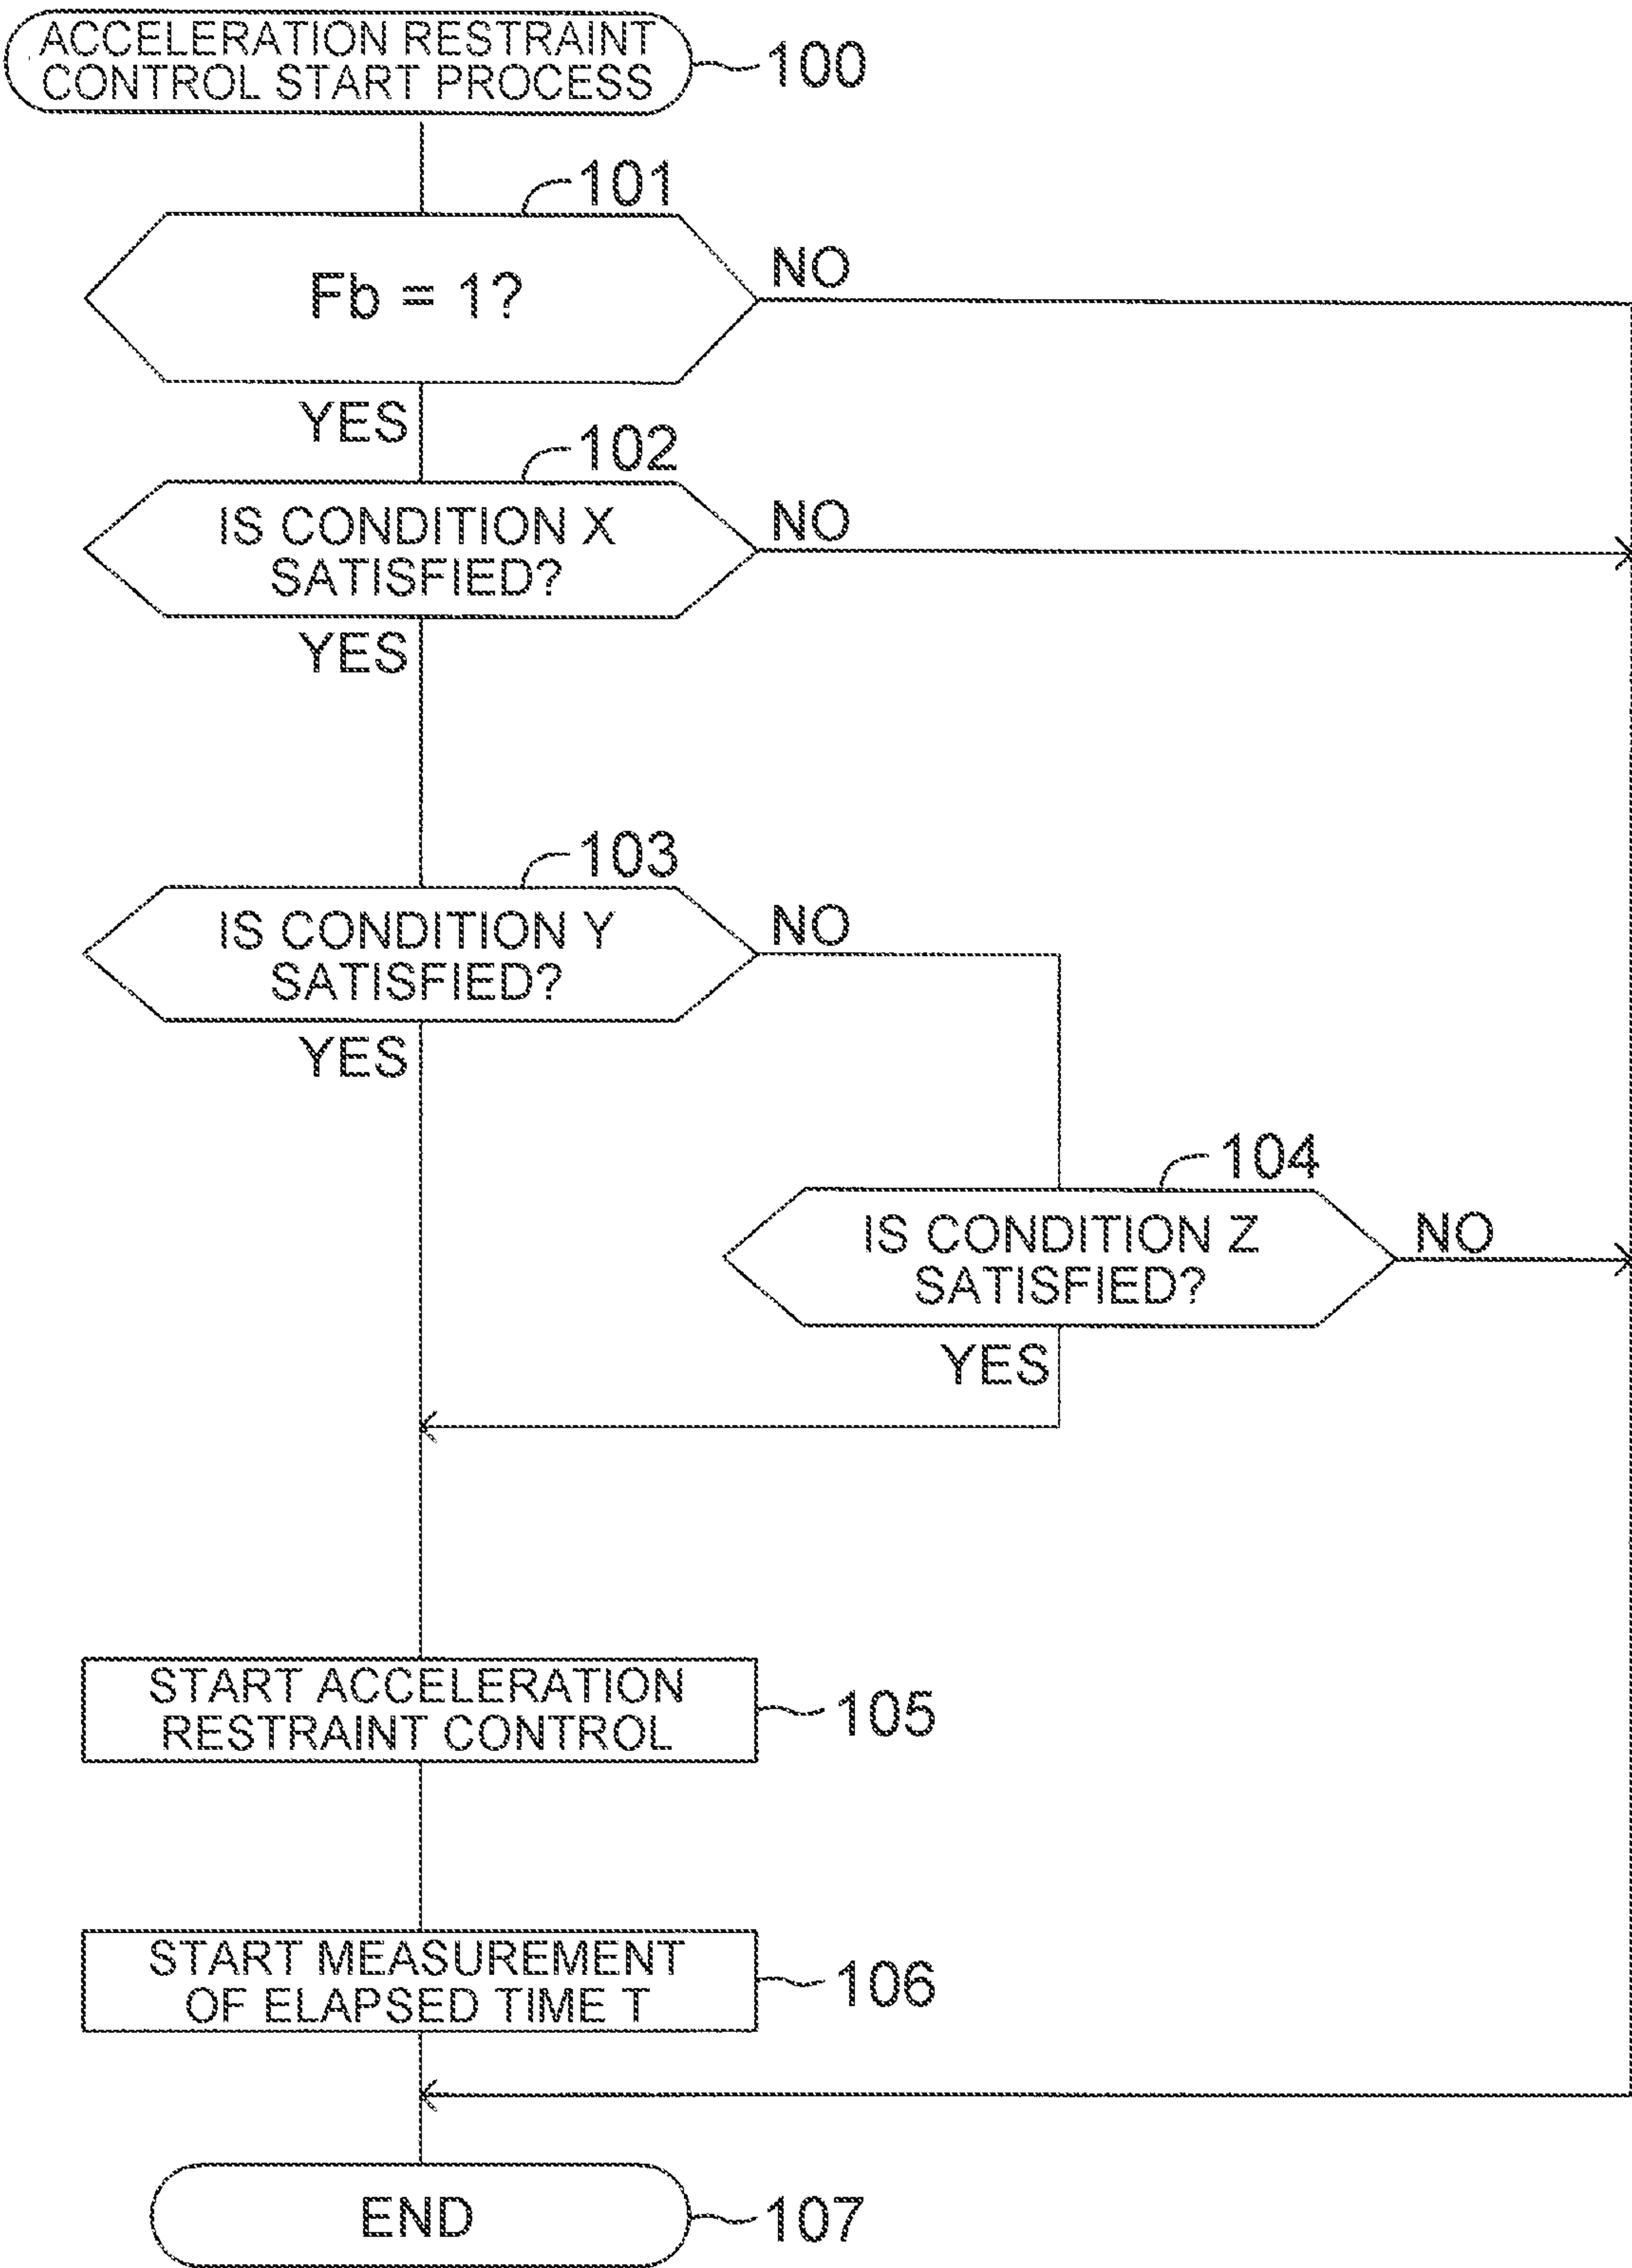 ACCELERATION RESTRAINT
CONTROL START PROCESS
100
101
Fb = 1?
NO
YES
102
IS CONDITION X
SATISFIED?
NO
YES
103
IS CONDITION Y
SATISFIED?
NO
YES
104
IS CONDITION Z
SATISFIED?
NO
YES
START ACCELERATION
RESTRAINT CONTROL
105
START MEASUREMENT
OF ELAPSED TIME T
106
END
107